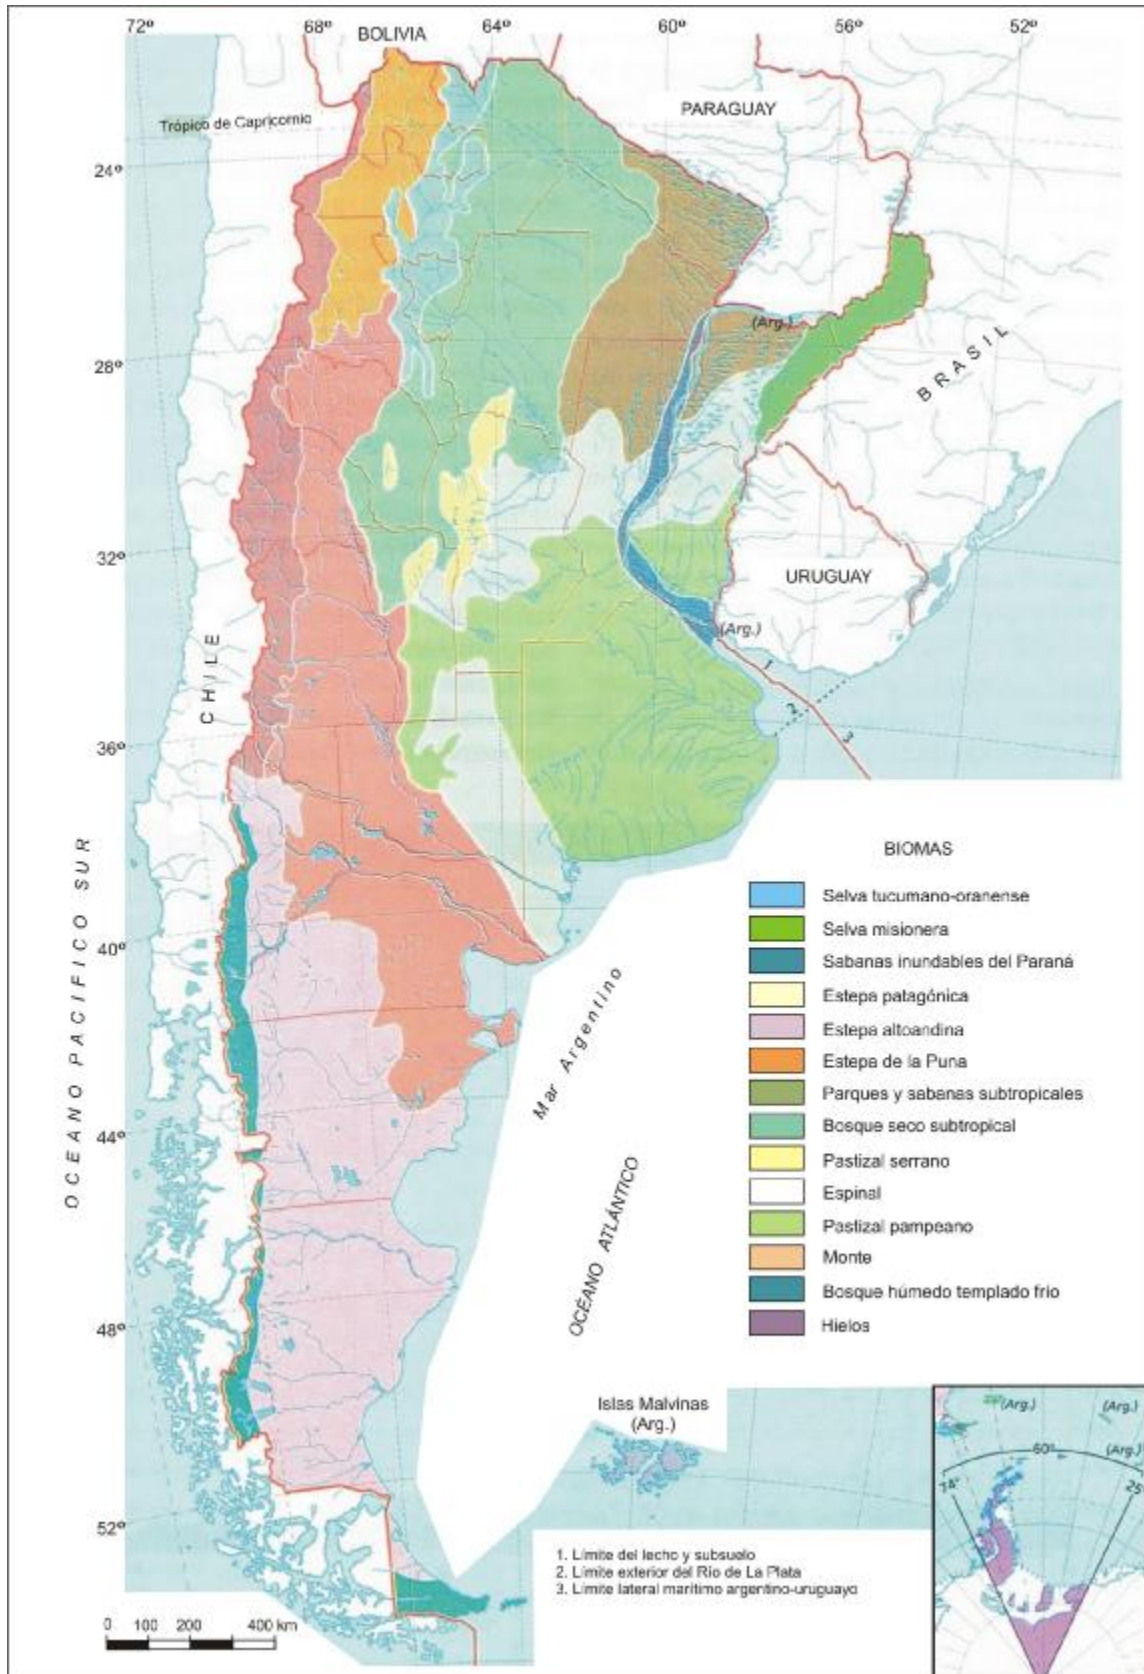 72º
68º
64º
60º
56º
52º
BOLIVIA
PARAGUAY
Trópico de Capricornio
24º
(Arg.)
BRASIL
28º
32º
URUGUAY
(Arg.)
CHILE
1
2
3
36º
OCÉANO PACÍFICO SUR
BIOMAS
Selva tucumano-oranense
Selva misionera
Sabanas inundables del Paraná
Estepa patagónica
Estepa altoandina
Estepa de la Puna
Parques y sabanas subtropicales
Bosque seco subtropical
Pastizal serrano
Espinal
Pastizal pampeano
Monte
Bosque húmedo templado frío
Hielos
40º
Mar Argentino
44º
OCÉANO ATLÁNTICO
48º
Islas Malvinas
(Arg.)
52º
1. Límite del lecho y subsuelo
2. Límite exterior del Río de La Plata
3. Límite lateral marítimo argentino-uruguayo
0 100 200 400 km
(Arg.)
(Arg.)
60º
(Arg.)
74º
25º